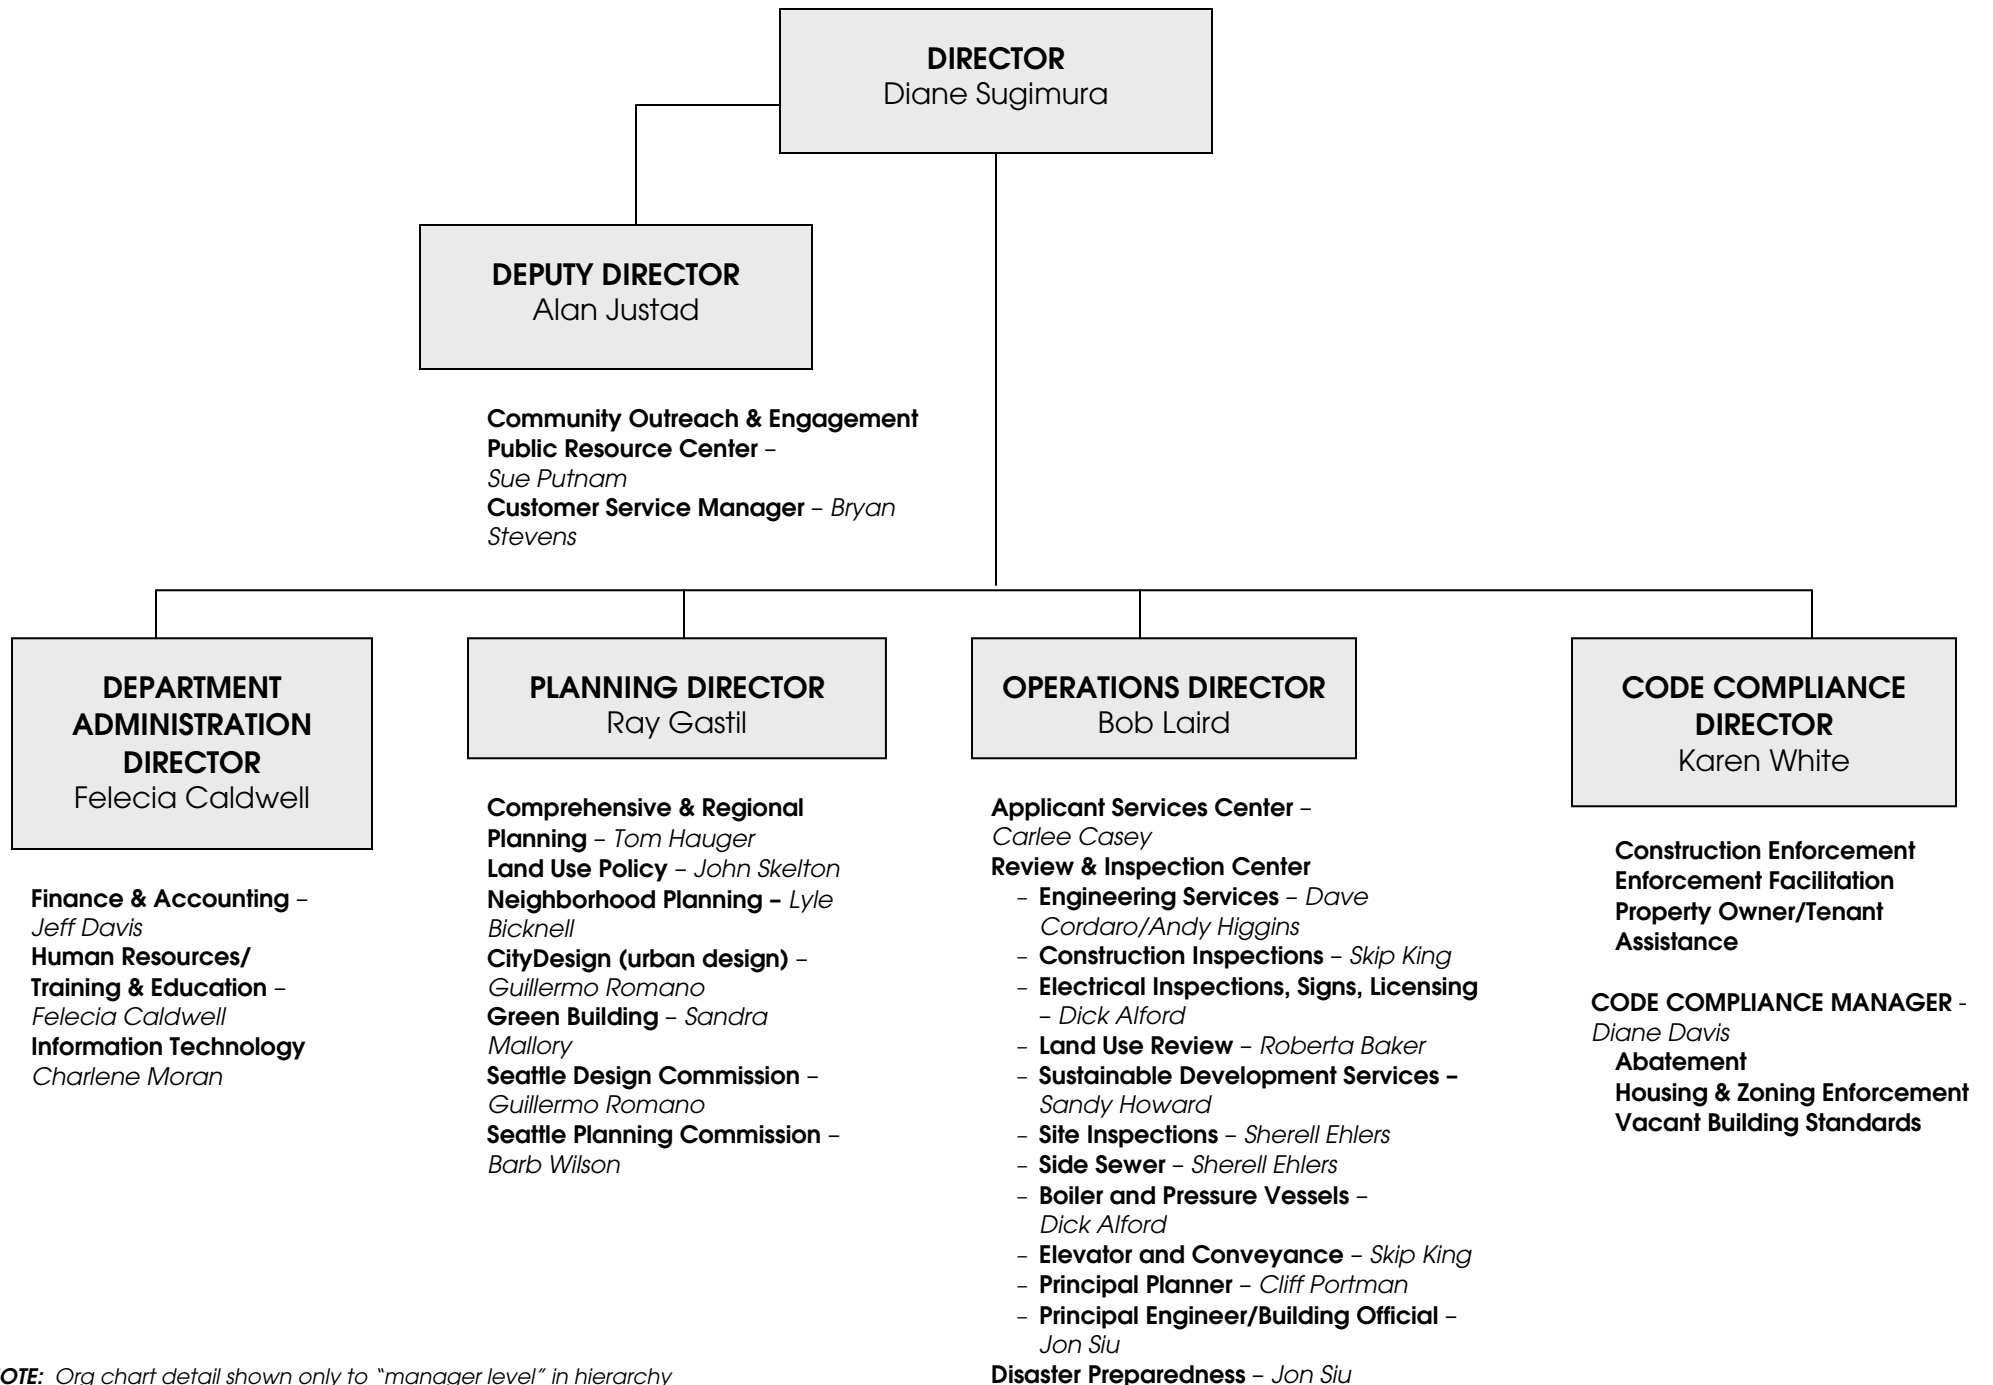 DIRECTOR
Diane Sugimura
DEPUTY DIRECTOR
Alan Justad
Community Outreach & Engagement
Public Resource Center –
Sue Putnam
Customer Service Manager – Bryan
Stevens
DEPARTMENT
ADMINISTRATION
DIRECTOR
Felecia Caldwell
Finance & Accounting –
Jeff Davis
Human Resources/
Training & Education –
Felecia Caldwell
Information Technology
Charlene Moran
PLANNING DIRECTOR
Ray Gastil
Comprehensive & Regional
Planning – Tom Hauger
Land Use Policy – John Skelton
Neighborhood Planning – Lyle
Bicknell
CityDesign (urban design) –
Guillermo Romano
Green Building – Sandra
Mallory
Seattle Design Commission –
Guillermo Romano
Seattle Planning Commission –
Barb Wilson
OPERATIONS DIRECTOR
Bob Laird
Applicant Services Center –
Carlee Casey
Review & Inspection Center
– Engineering Services – Dave
Cordaro/Andy Higgins
– Construction Inspections – Skip King
– Electrical Inspections, Signs, Licensing
– Dick Alford
– Land Use Review – Roberta Baker
– Sustainable Development Services –
Sandy Howard
– Site Inspections – Sherell Ehlers
– Side Sewer – Sherell Ehlers
– Boiler and Pressure Vessels –
Dick Alford
– Elevator and Conveyance – Skip King
– Principal Planner – Cliff Portman
– Principal Engineer/Building Official –
Jon Siu
Disaster Preparedness – Jon Siu
CODE COMPLIANCE
DIRECTOR
Karen White
Construction Enforcement
Enforcement Facilitation
Property Owner/Tenant
Assistance
CODE COMPLIANCE MANAGER -
Diane Davis
Abatement
Housing & Zoning Enforcement
Vacant Building Standards
OTE: Org chart detail shown only to “manager level” in hierarchy